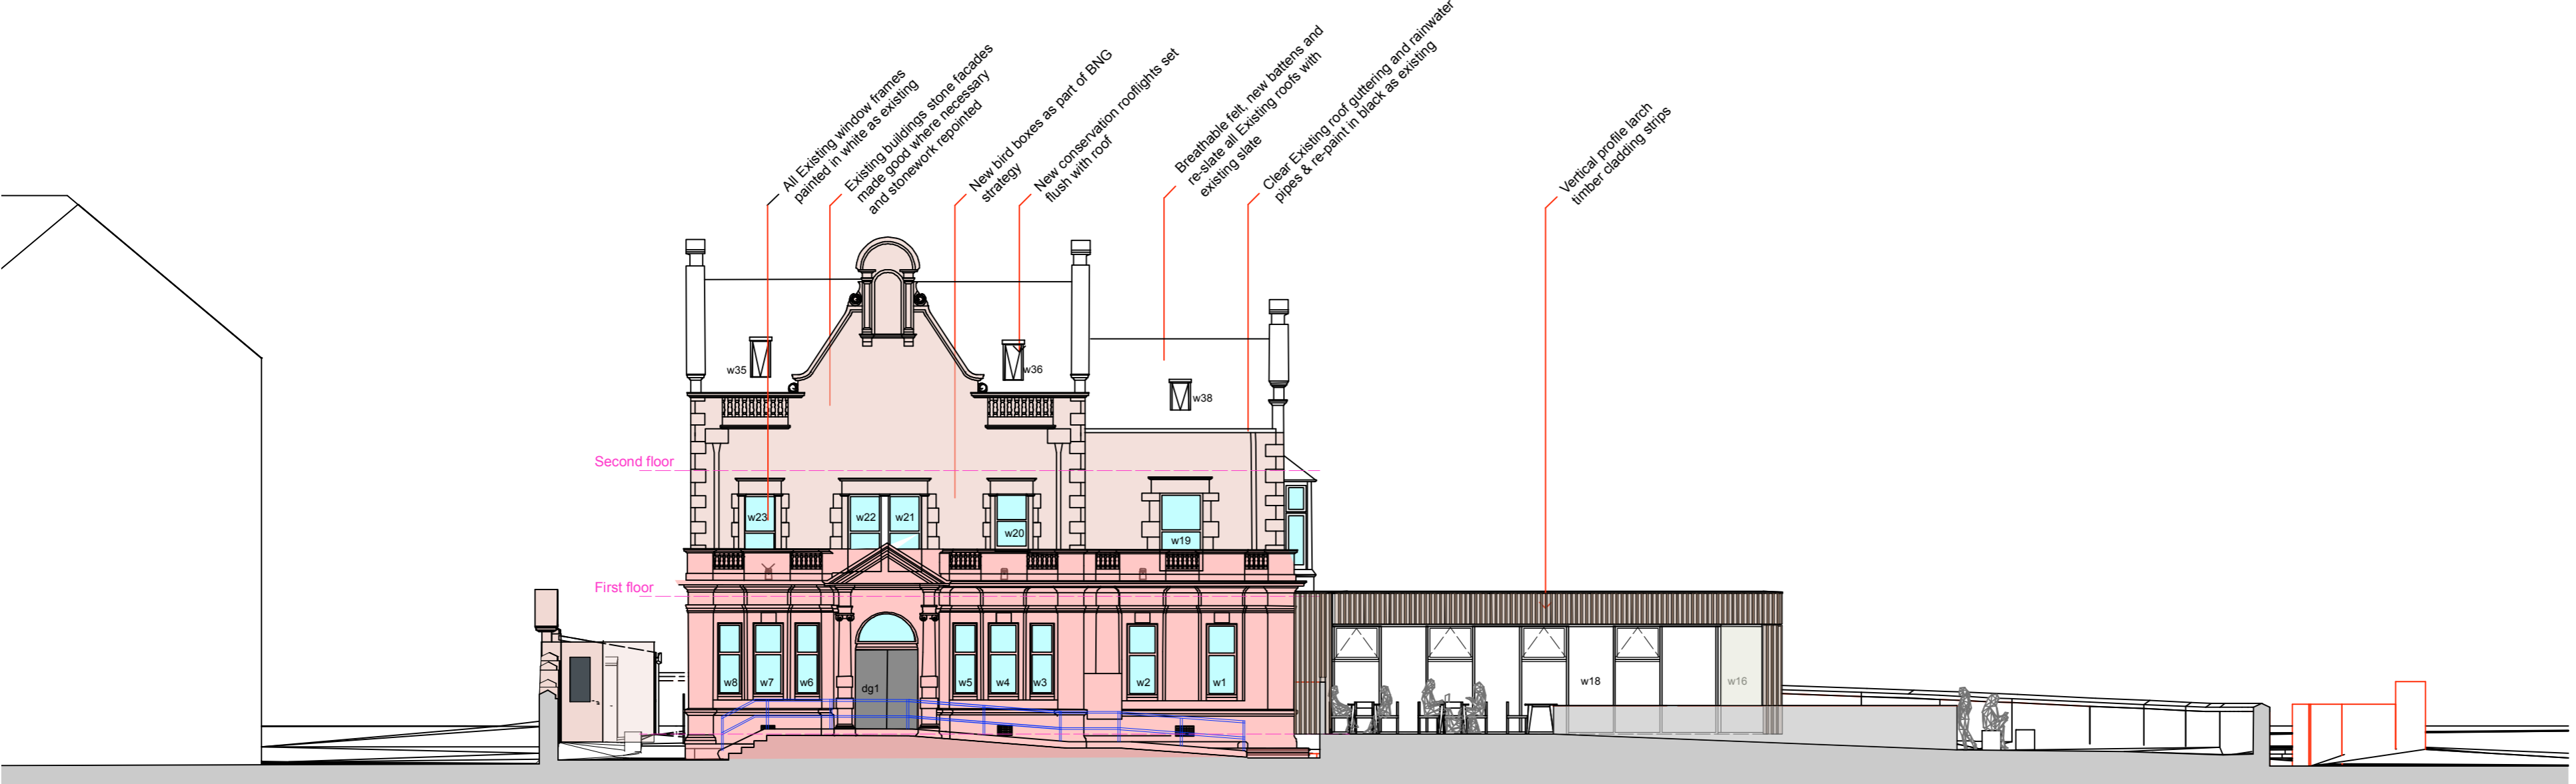 All Existing window frames
painted in white as existing
Existing buildings stone facades
made good where necessary
and stonework repointed
New bird boxes as part of BNG
strategy
New conservation rooflights set
flush with roof
Breathable felt, new battens and
re-slate all Existing roofs with
existing slate
Clear Existing roof guttering and rainwater
pipes & re-paint in black as existing
Vertical profile larch
timber cladding strips
w35
w36
w38
Second floor
w23
w22
w21
w20
w19
First floor
w8
w7
w6
dg1
w5
w4
w3
w2
w1
w18
w16